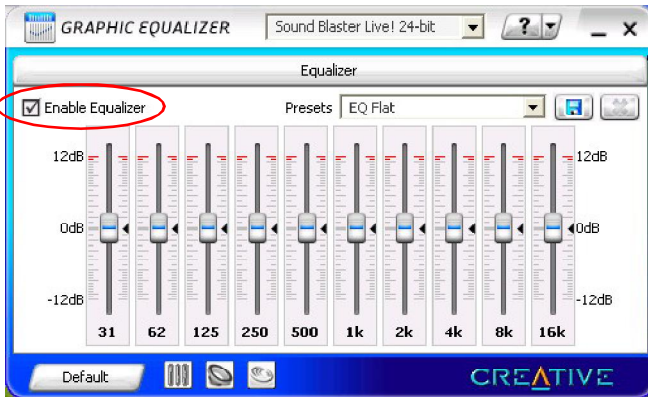 GRAPHIC EQUALIZER Sound Blaster Live! 24-bit ?
Equalizer
Enable Equalizer Presets EQ Flat
12dB 12dB
0dB 0dB
-12dB -12dB
31 62 125 250 500 1k 2k 4k 8k 16k
Default CREATIVE